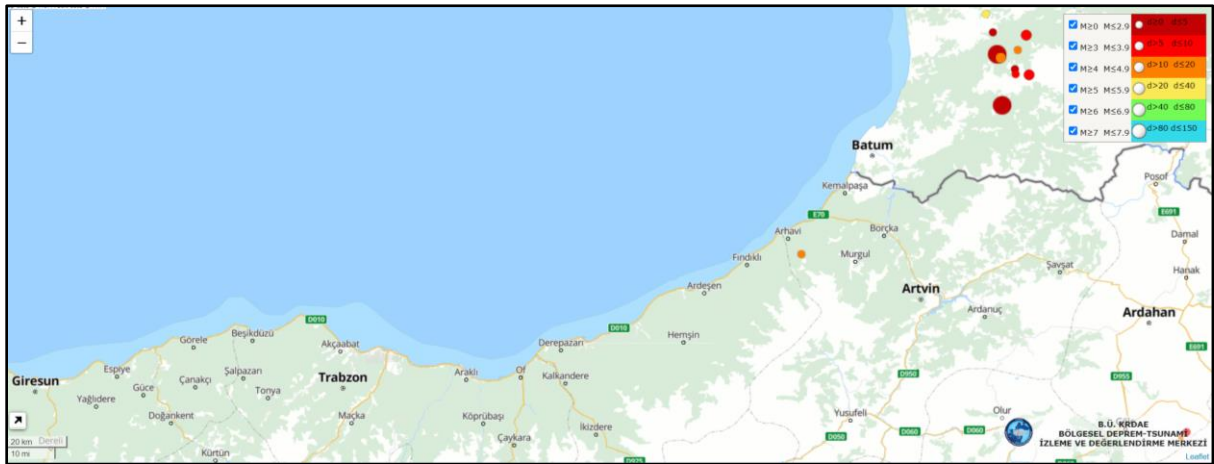 +
−
M≥0 M≤2.9 d≥0 d≤5
M≥3 M≤3.9 d>5 d≤10
M≥4 M≤4.9 d>10 d≤20
M≥5 M≤5.9 d>20 d≤40
M≥6 M≤6.9 d>40 d≤80
M≥7 M≤7.9 d>80 d≤150
Batum
Posof
Kemalpaşa
E691
E70
Arhavi
Borçka
Damal
Fındıklı
Murgul
Şavşat
Hanak
Ardeşen
Artvin
Ardanuç
Ardahan
D010
D010
Beşikdüzü
Görele
Akçaabat
Derepazarı
Hemşin
E691
Espiye
Şalpazarı
Araklı
Of
Kalkandere
D950
D955
Giresun
Güce
Çanakçı
Tonya
Trabzon
Yağlıdere
Doğankent
Maçka
Köprübaşı
Yusufeli
Olur
İkizdere
Çaykara
D050
D060
D060
20 km
Dereli
10 mi
Kürtün
D925
B.Ü. KRDAE
BÖLGESEL DEPREM-TSUNAMİ
İZLEME VE DEĞERLENDİRME MERKEZİ
Leaflet